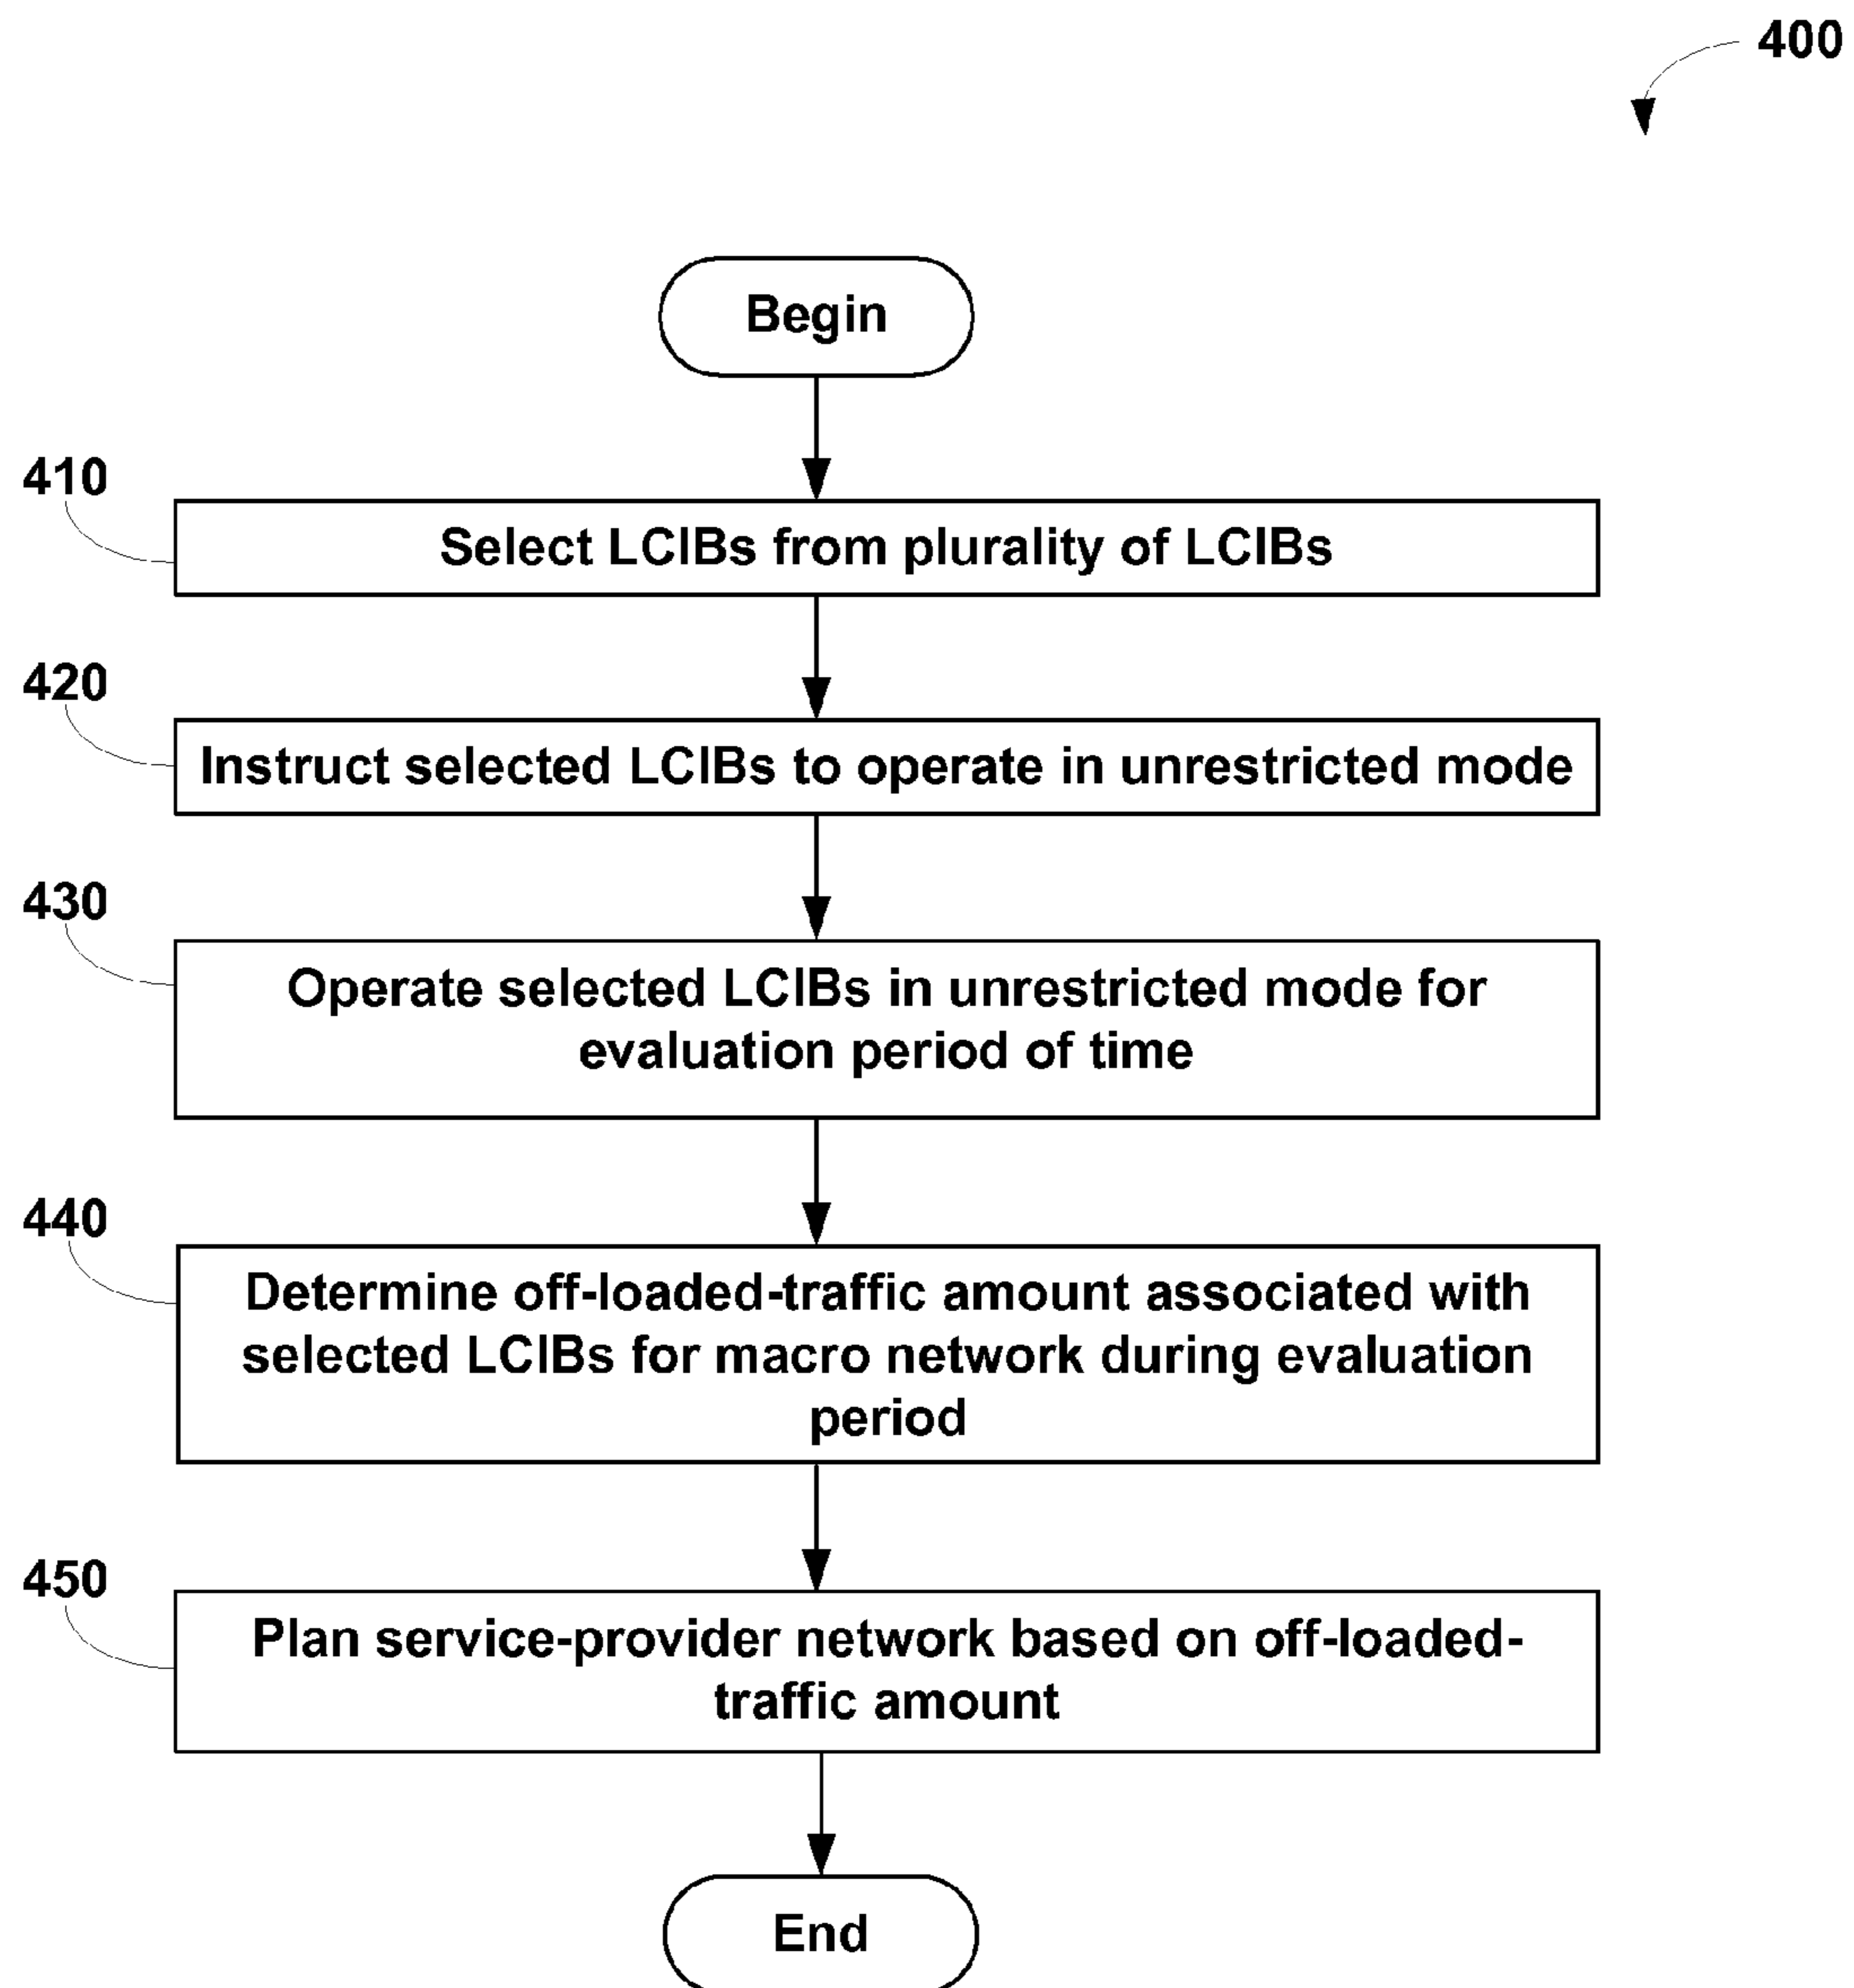 400
Begin
410
Select LCIBs from plurality of LCIBs
420
Instruct selected LCIBs to operate in unrestricted mode
430
Operate selected LCIBs in unrestricted mode for
evaluation period of time
440
Determine off-loaded-traffic amount associated with
selected LCIBs for macro network during evaluation
period
450
Plan service-provider network based on off-loaded-
traffic amount
End